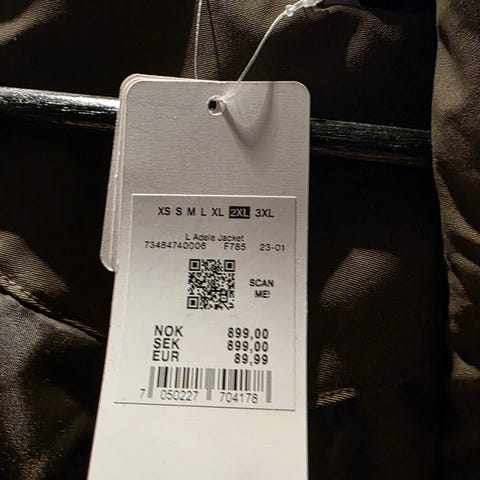 XS S M L XL 2XL 3XL
L Adele Jacket
73484740006 F785 23-01
SCAN
ME!
NOK 899,00
SEK 899,00
EUR 89,99
7 050227 704178